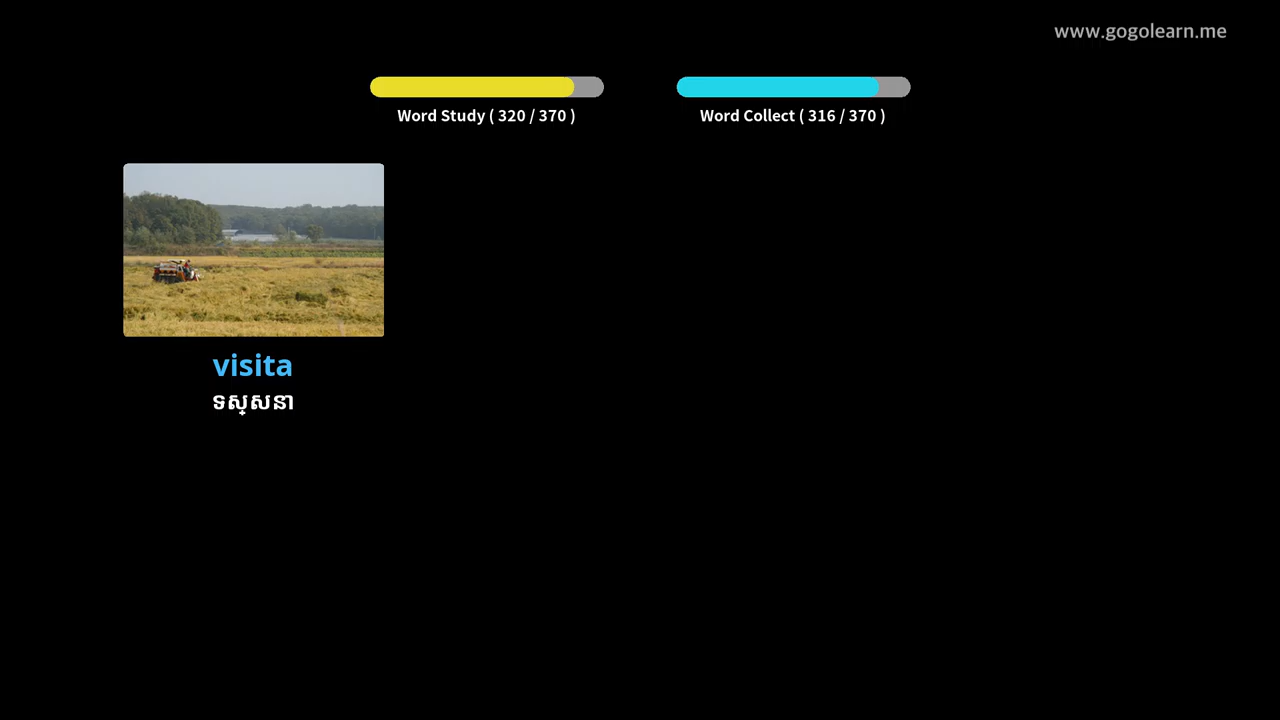 www.gogolearn.me
Word Study ( 320 / 370 )
Word Collect ( 316 / 370 )
visita
ទស្សនា